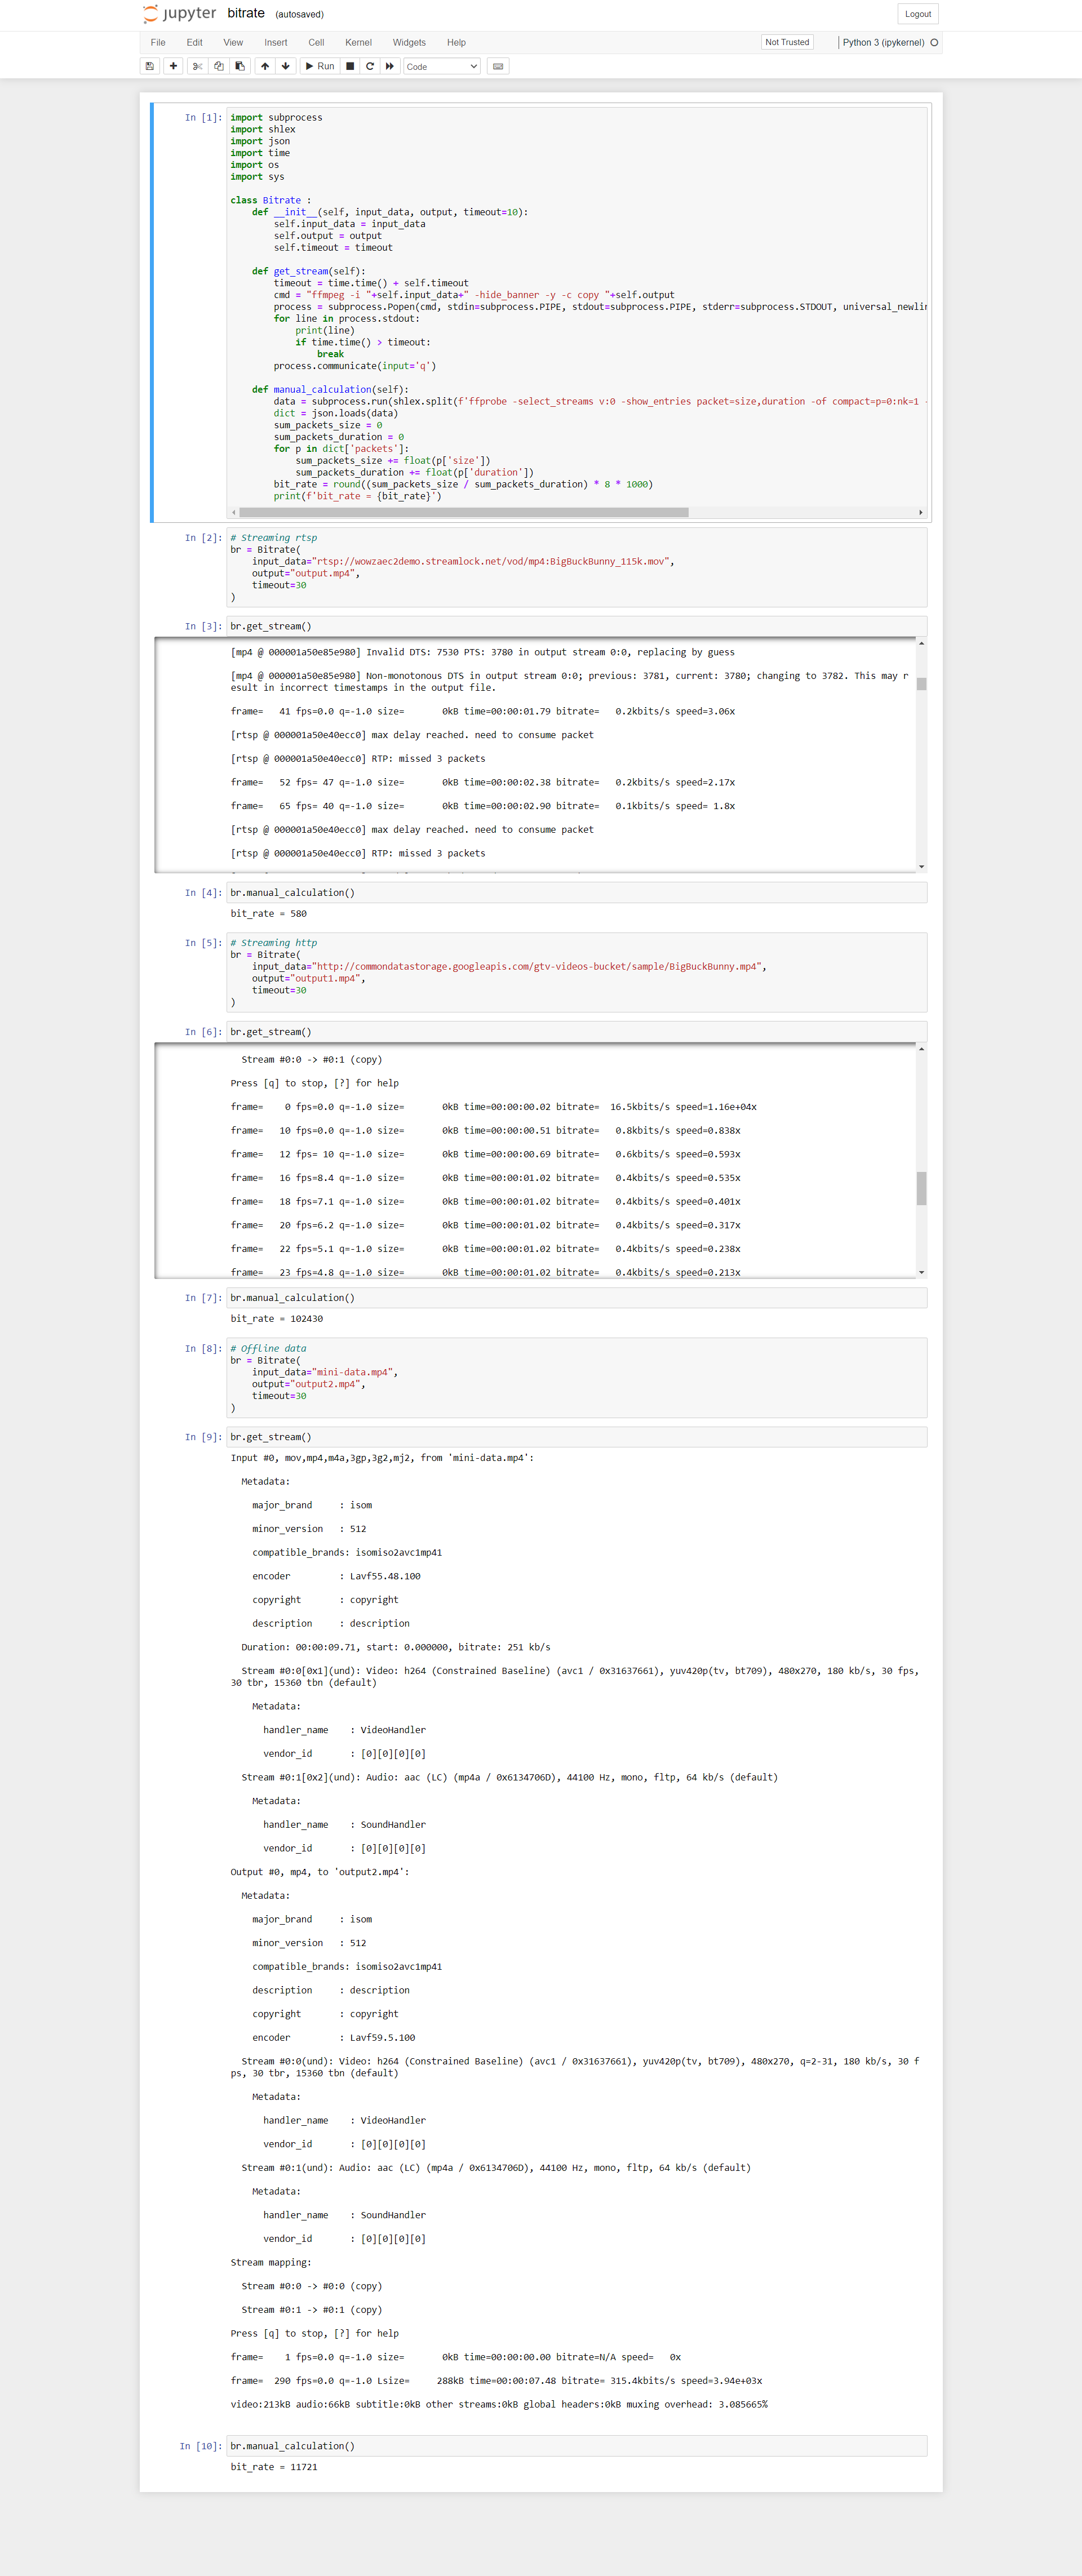 jupyter bitrate (autosaved)
Logout
File Edit View Insert Cell Kernel Widgets Help
Not Trusted
Python 3 (ipykernel)
Run
Code
In [1]: import subprocess
import shlex
import json
import time
import os
import sys
class Bitrate :
def __init__(self, input_data, output, timeout=10):
self.input_data = input_data
self.output = output
self.timeout = timeout
def get_stream(self):
timeout = time.time() + self.timeout
cmd = "ffmpeg -i "+self.input_data+" -hide_banner -y -c copy "+self.output
process = subprocess.Popen(cmd, stdin=subprocess.PIPE, stdout=subprocess.PIPE, stderr=subprocess.STDOUT, universal_newlin
for line in process.stdout:
print(line)
if time.time() > timeout:
break
process.communicate(input='q')
def manual_calculation(self):
data = subprocess.run(shlex.split(f'ffprobe -select_streams v:0 -show_entries packet=size,duration -of compact=p=0:nk=1 -
dict = json.loads(data)
sum_packets_size = 0
sum_packets_duration = 0
for p in dict['packets']:
sum_packets_size += float(p['size'])
sum_packets_duration += float(p['duration'])
bit_rate = round((sum_packets_size / sum_packets_duration) * 8 * 1000)
print(f'bit_rate = {bit_rate}')
In [2]: # Streaming rtsp
br = Bitrate(
input_data="rtsp://wowzaec2demo.streamlock.net/vod/mp4:BigBuckBunny_115k.mov",
output="output.mp4",
timeout=30
)
In [3]: br.get_stream()
[mp4 @ 000001a50e85e980] Invalid DTS: 7530 PTS: 3780 in output stream 0:0, replacing by guess
[mp4 @ 000001a50e85e980] Non-monotonous DTS in output stream 0:0; previous: 3781, current: 3780; changing to 3782. This may r
esult in incorrect timestamps in the output file.
frame=   41 fps=0.0 q=-1.0 size=       0kB time=00:00:01.79 bitrate=   0.2kbits/s speed=3.06x
[rtsp @ 000001a50e40ecc0] max delay reached. need to consume packet
[rtsp @ 000001a50e40ecc0] RTP: missed 3 packets
frame=   52 fps= 47 q=-1.0 size=       0kB time=00:00:02.38 bitrate=   0.2kbits/s speed=2.17x
frame=   65 fps= 40 q=-1.0 size=       0kB time=00:00:02.90 bitrate=   0.1kbits/s speed= 1.8x
[rtsp @ 000001a50e40ecc0] max delay reached. need to consume packet
[rtsp @ 000001a50e40ecc0] RTP: missed 3 packets
In [4]: br.manual_calculation()
bit_rate = 580
In [5]: # Streaming http
br = Bitrate(
input_data="http://commondatastorage.googleapis.com/gtv-videos-bucket/sample/BigBuckBunny.mp4",
output="output1.mp4",
timeout=30
)
In [6]: br.get_stream()
Stream #0:0 -> #0:1 (copy)
Press [q] to stop, [?] for help
frame=    0 fps=0.0 q=-1.0 size=       0kB time=00:00:00.02 bitrate=  16.5kbits/s speed=1.16e+04x
frame=   10 fps=0.0 q=-1.0 size=       0kB time=00:00:00.51 bitrate=   0.8kbits/s speed=0.838x
frame=   12 fps= 10 q=-1.0 size=       0kB time=00:00:00.69 bitrate=   0.6kbits/s speed=0.593x
frame=   16 fps=8.4 q=-1.0 size=       0kB time=00:00:01.02 bitrate=   0.4kbits/s speed=0.535x
frame=   18 fps=7.1 q=-1.0 size=       0kB time=00:00:01.02 bitrate=   0.4kbits/s speed=0.401x
frame=   20 fps=6.2 q=-1.0 size=       0kB time=00:00:01.02 bitrate=   0.4kbits/s speed=0.317x
frame=   22 fps=5.1 q=-1.0 size=       0kB time=00:00:01.02 bitrate=   0.4kbits/s speed=0.238x
frame=   23 fps=4.8 q=-1.0 size=       0kB time=00:00:01.02 bitrate=   0.4kbits/s speed=0.213x
In [7]: br.manual_calculation()
bit_rate = 102430
In [8]: # Offline data
br = Bitrate(
input_data="mini-data.mp4",
output="output2.mp4",
timeout=30
)
In [9]: br.get_stream()
Input #0, mov,mp4,m4a,3gp,3g2,mj2, from 'mini-data.mp4':
Metadata:
major_brand     : isom
minor_version   : 512
compatible_brands: isomiso2avc1mp41
encoder         : Lavf55.48.100
copyright       : copyright
description     : description
Duration: 00:00:09.71, start: 0.000000, bitrate: 251 kb/s
Stream #0:0[0x1](und): Video: h264 (Constrained Baseline) (avc1 / 0x31637661), yuv420p(tv, bt709), 480x270, 180 kb/s, 30 fps,
30 tbr, 15360 tbn (default)
Metadata:
handler_name    : VideoHandler
vendor_id       : [0][0][0][0]
Stream #0:1[0x2](und): Audio: aac (LC) (mp4a / 0x6134706D), 44100 Hz, mono, fltp, 64 kb/s (default)
Metadata:
handler_name    : SoundHandler
vendor_id       : [0][0][0][0]
Output #0, mp4, to 'output2.mp4':
Metadata:
major_brand     : isom
minor_version   : 512
compatible_brands: isomiso2avc1mp41
description     : description
copyright       : copyright
encoder         : Lavf59.5.100
Stream #0:0(und): Video: h264 (Constrained Baseline) (avc1 / 0x31637661), yuv420p(tv, bt709), 480x270, q=2-31, 180 kb/s, 30 f
ps, 30 tbr, 15360 tbn (default)
Metadata:
handler_name    : VideoHandler
vendor_id       : [0][0][0][0]
Stream #0:1(und): Audio: aac (LC) (mp4a / 0x6134706D), 44100 Hz, mono, fltp, 64 kb/s (default)
Metadata:
handler_name    : SoundHandler
vendor_id       : [0][0][0][0]
Stream mapping:
Stream #0:0 -> #0:0 (copy)
Stream #0:1 -> #0:1 (copy)
Press [q] to stop, [?] for help
frame=    1 fps=0.0 q=-1.0 size=       0kB time=00:00:00.00 bitrate=N/A speed=   0x
frame=  290 fps=0.0 q=-1.0 Lsize=     288kB time=00:00:07.48 bitrate= 315.4kbits/s speed=3.94e+03x
video:213kB audio:66kB subtitle:0kB other streams:0kB global headers:0kB muxing overhead: 3.085665%
In [10]: br.manual_calculation()
bit_rate = 11721